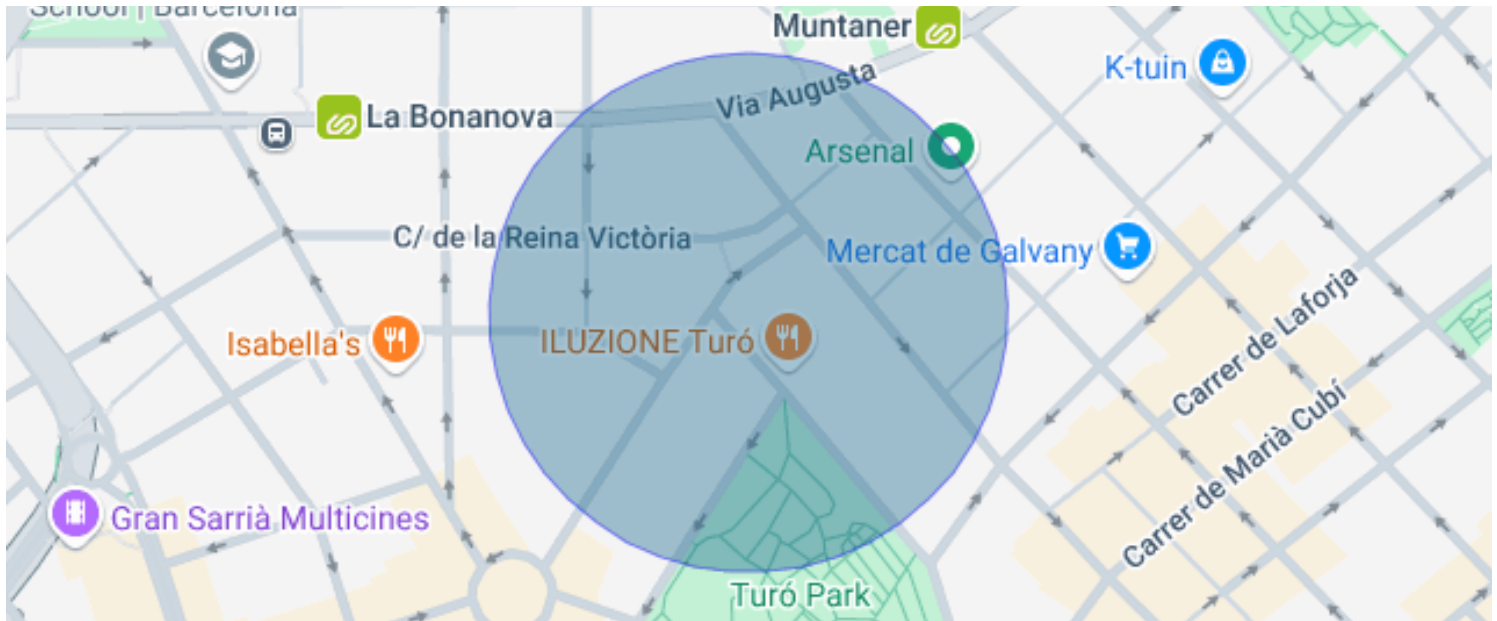 School | Barcelona
Muntaner
K-tuin
La Bonanova
Via Augusta
Arsenal
C/ de la Reina Victòria
Mercat de Galvany
Isabella's
ILUZIONE Turó
Carrer de Laforja
Carrer de Marià Cubí
Gran Sarrià Multicines
Turó Park